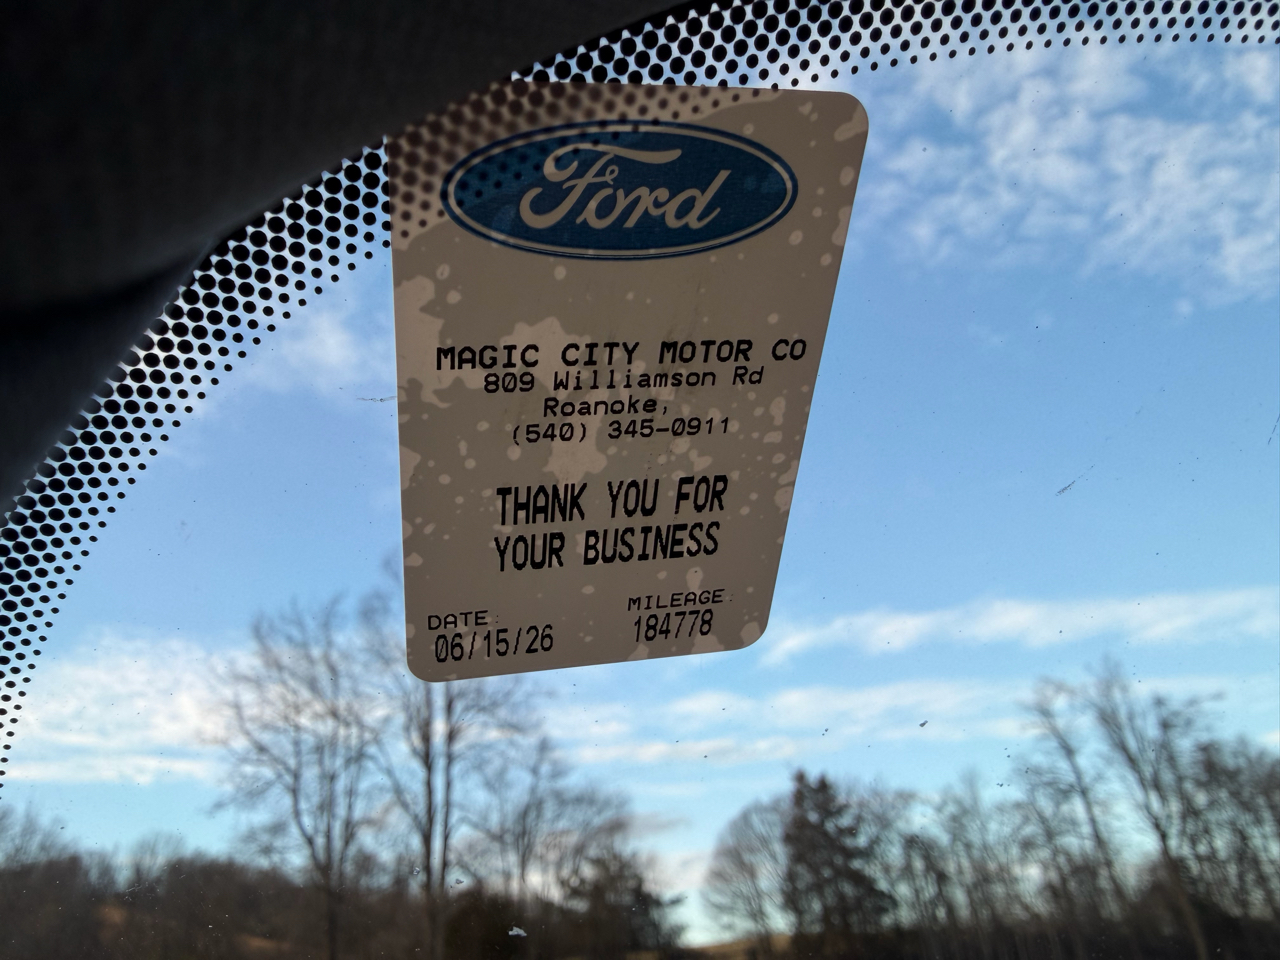 Ford
MAGIC CITY MOTOR CO
809 Williamson Rd
Roanoke,
(540) 345-0911
THANK YOU FOR
YOUR BUSINESS
DATE: MILEAGE:
06/15/26 184778